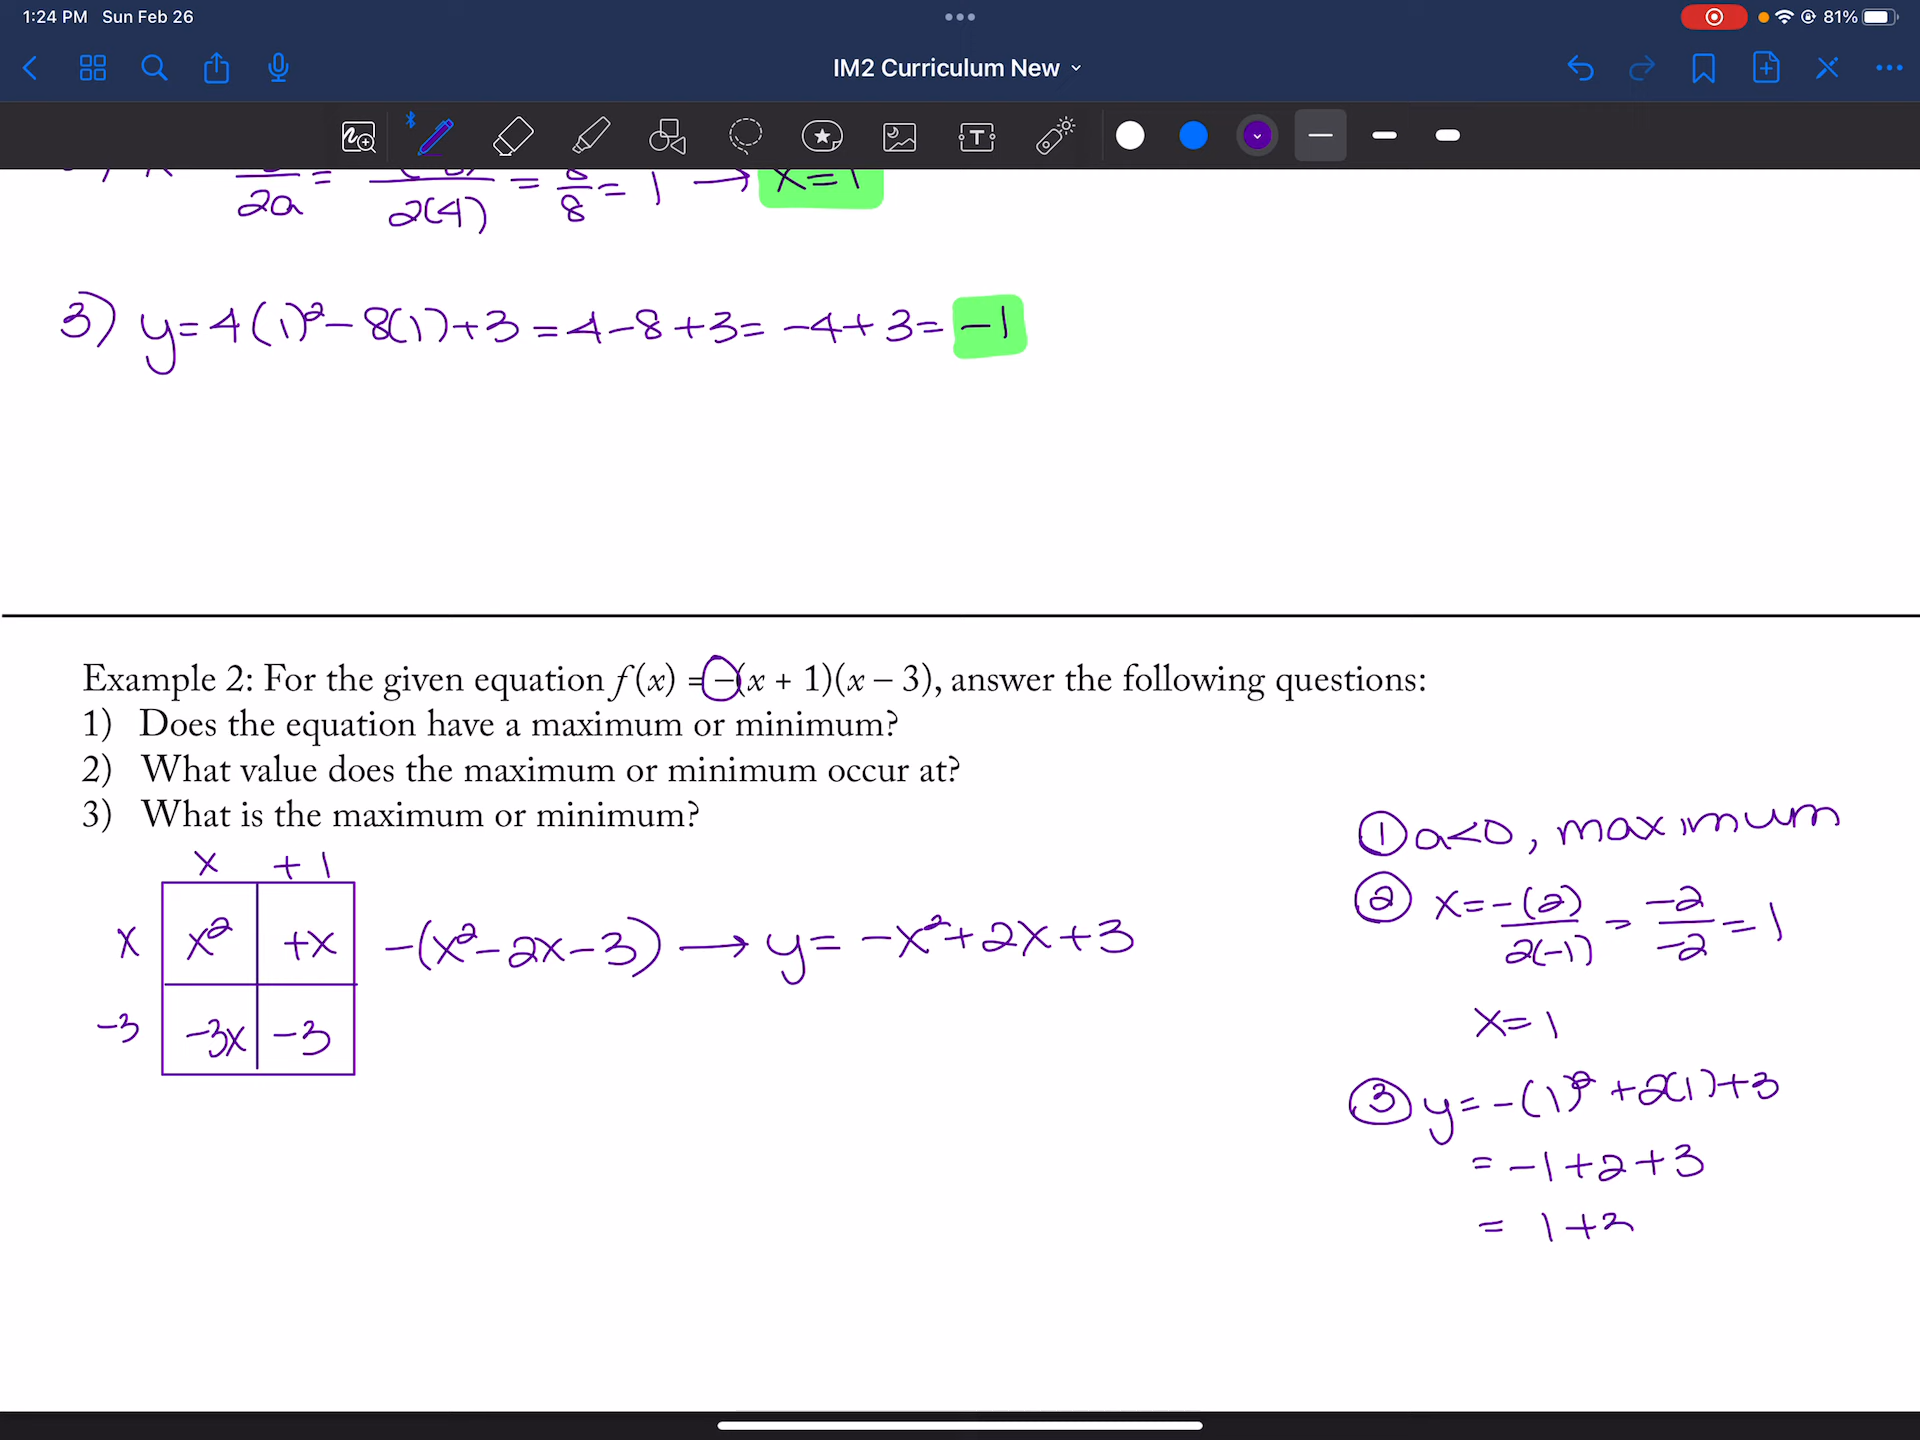 1:24 PM Sun Feb 26
81%
IM2 Curriculum New
2a = 2(4) = 8/8 = 1 → x=1
3) y=4(1)²-8(1)+3=4-8+3=-4+3=-1
Example 2: For the given equation f(x) = -(x + 1)(x - 3), answer the following questions:
1) Does the equation have a maximum or minimum?
2) What value does the maximum or minimum occur at?
3) What is the maximum or minimum?
x +1
x x² +x
-3 -3x -3
-(x²-2x-3) → y= -x²+2x+3
① a<0, maximum
② x= -(2)/2(-1) = -2/-2 = 1
x=1
③ y= -(1)² +2(1)+3
= -1+2+3
= 1+